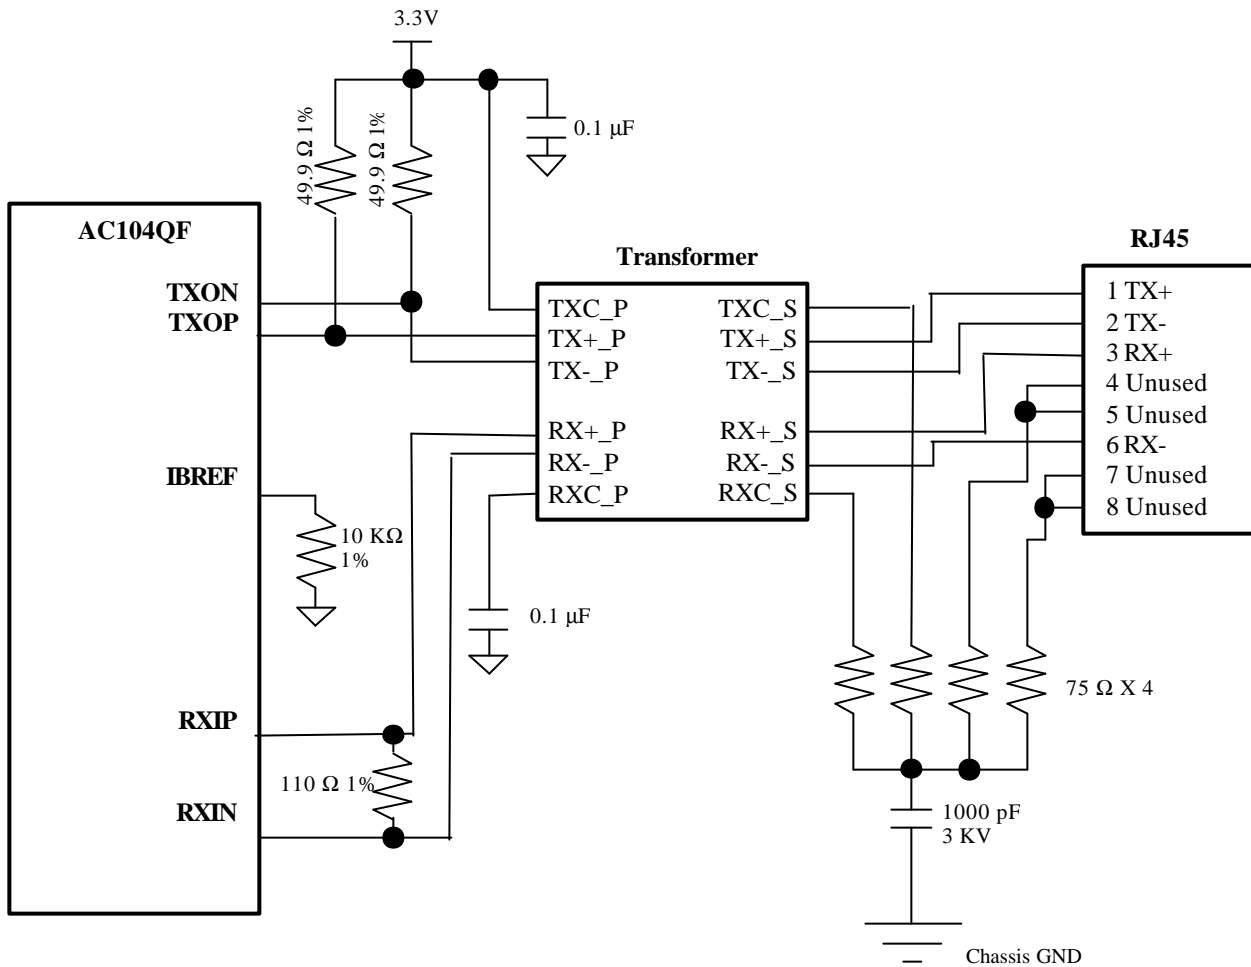 3.3V
0.1 μF
49.9 Ω 1%
49.9 Ω 1%
AC104QF
TXON
TXOP
IBREF
10 KΩ
1%
RXIP
110 Ω 1%
RXIN
Transformer
TXC_P
TXC_S
TX+_P
TX+_S
TX-_P
TX-_S
RX+_P
RX+_S
RX-_P
RX-_S
RXC_P
RXC_S
0.1 μF
RJ45
1 TX+
2 TX-
3 RX+
4 Unused
5 Unused
6 RX-
7 Unused
8 Unused
75 Ω X 4
1000 pF
3 KV
Chassis GND